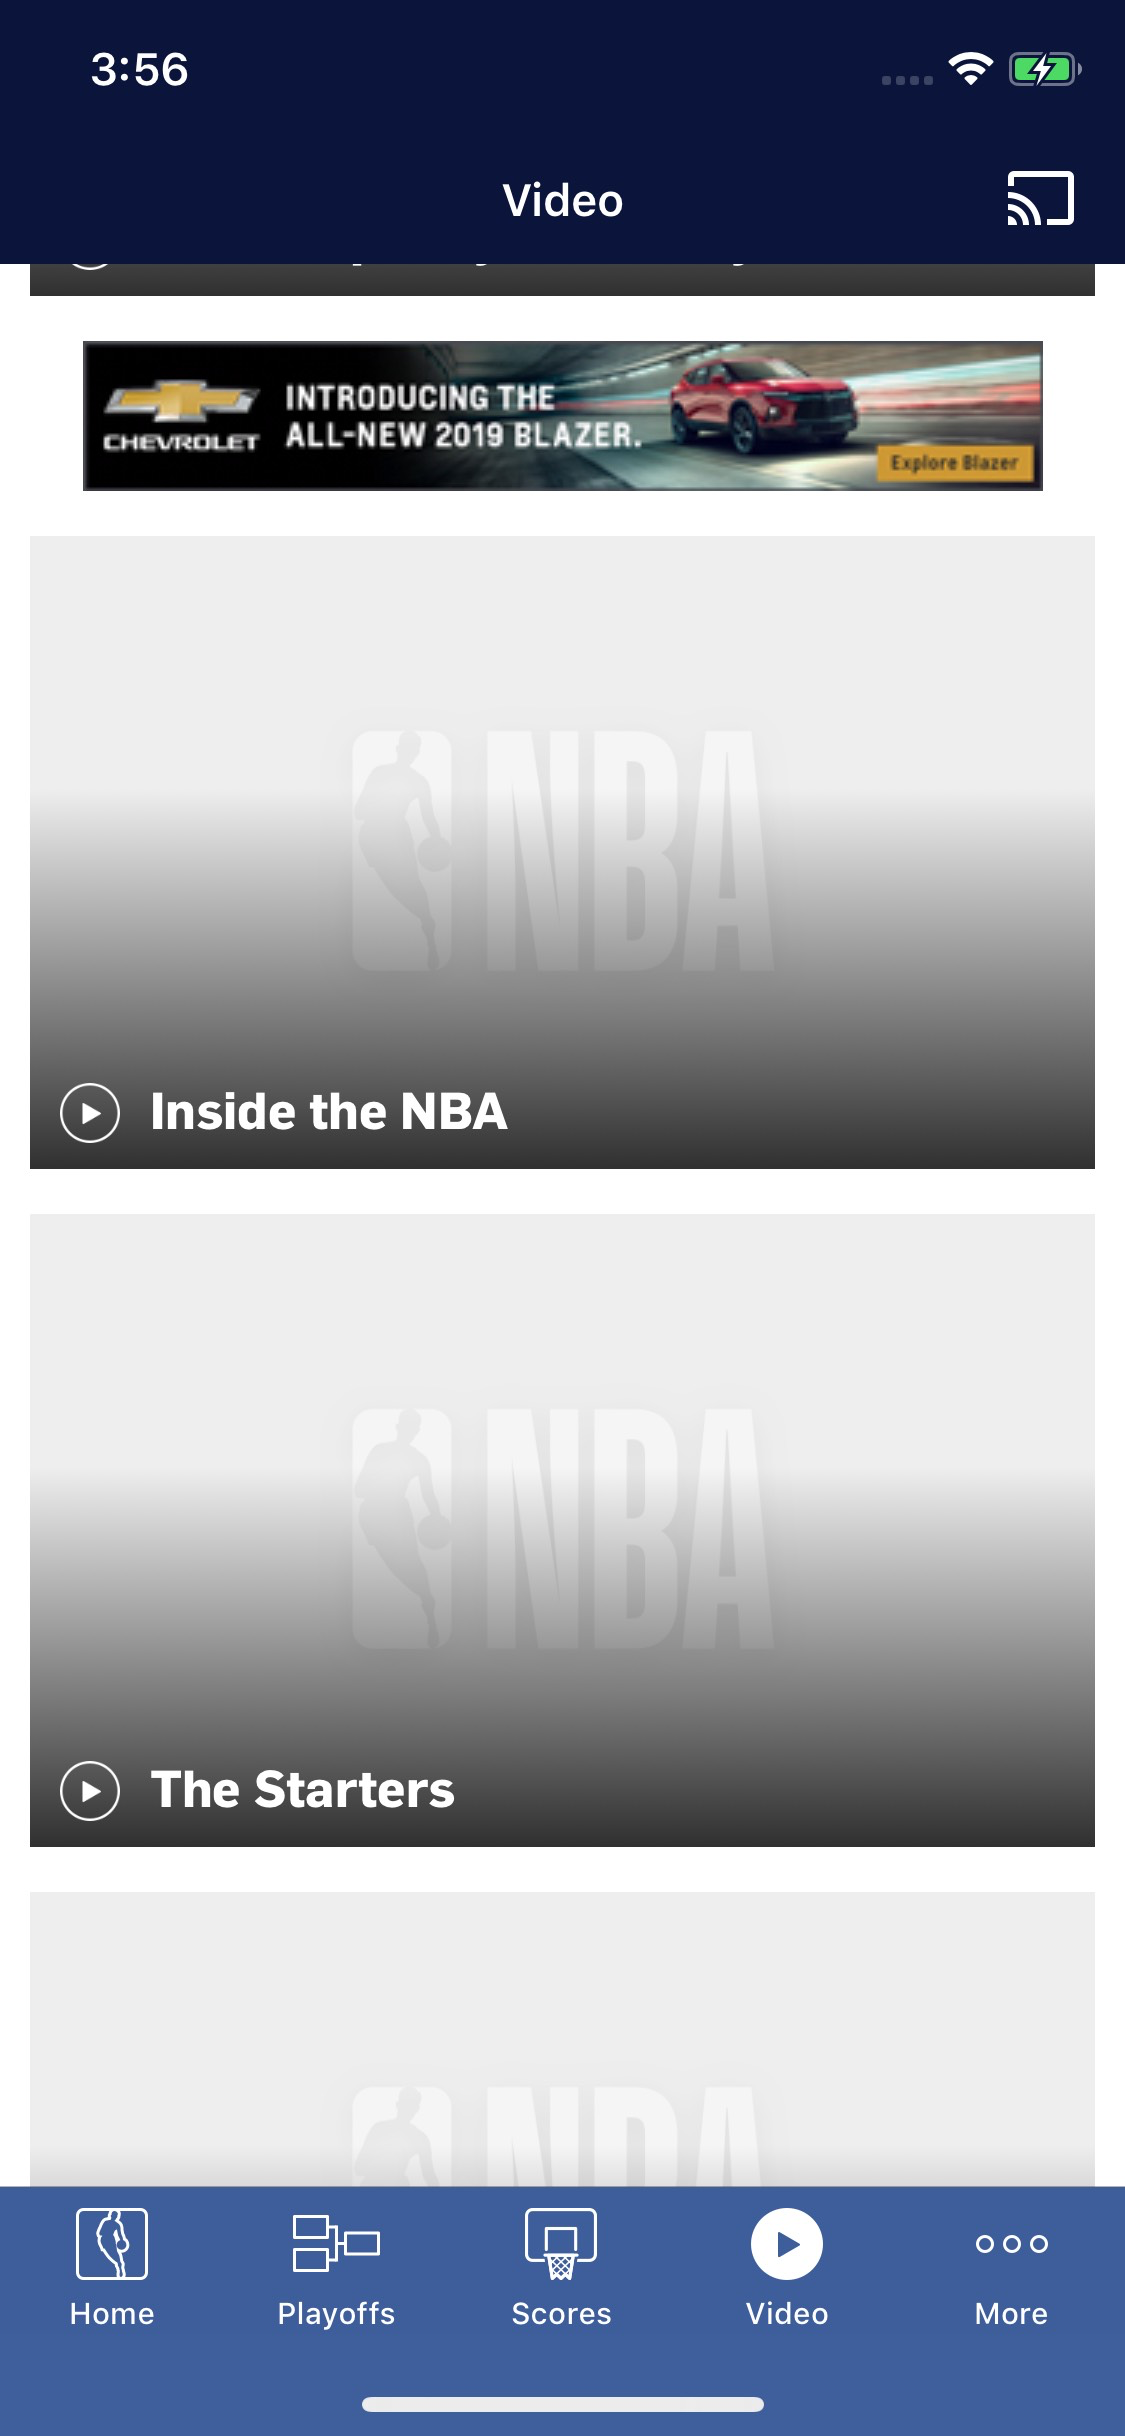 3:56
Video
CHEVROLET
INTRODUCING THE
ALL-NEW 2019 BLAZER.
Explore Blazer
NBA
Inside the NBA
NBA
The Starters
NBA
Home
Playoffs
Scores
Video
More